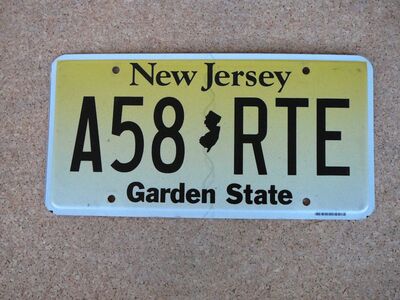 New Jersey
A58 RTE
Garden State